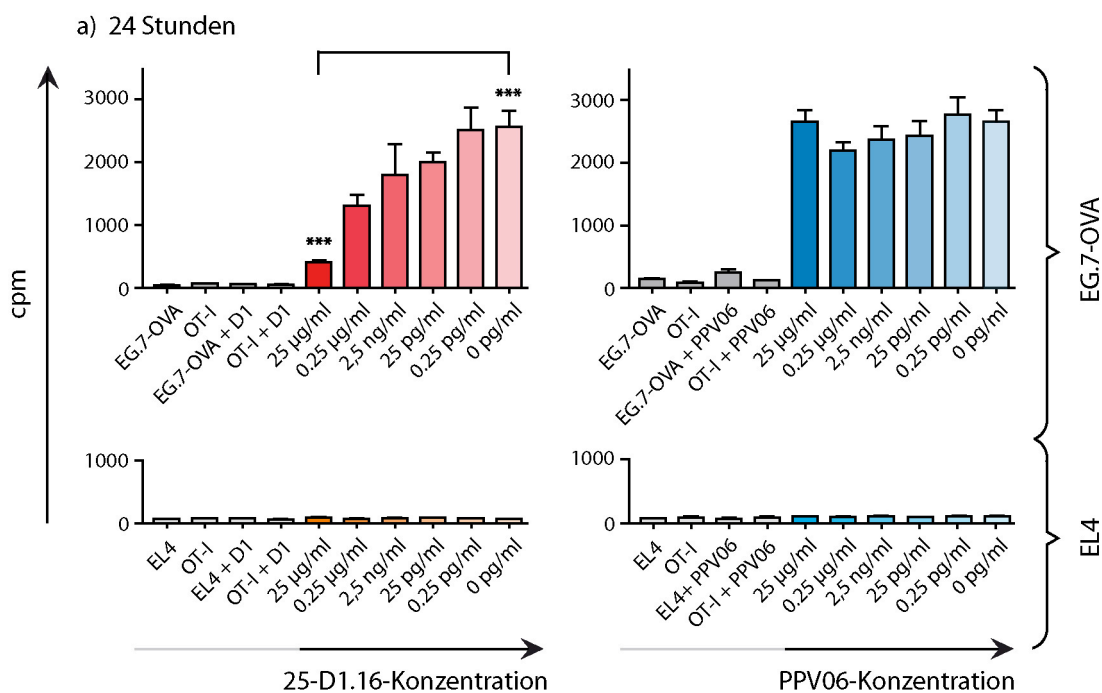 a) 24 Stunden
cpm
3000
2000
1000
0
***
***
EG.7-OVA
OT-I
EG.7-OVA + D1
OT-I + D1
25 µg/ml
0.25 µg/ml
2,5 ng/ml
25 pg/ml
0.25 pg/ml
0 pg/ml
3000
2000
1000
0
EG.7-OVA
OT-I
EG.7-OVA + PPV06
OT-I + PPV06
25 µg/ml
0.25 µg/ml
2,5 ng/ml
25 pg/ml
0.25 pg/ml
0 pg/ml
EG.7-OVA
1000
0
EL4
OT-I
EL4 + D1
OT-I + D1
25 µg/ml
0.25 µg/ml
2,5 ng/ml
25 pg/ml
0.25 pg/ml
0 pg/ml
25-D1.16-Konzentration
1000
0
EL4
OT-I
EL4+ PPV06
OT-I + PPV06
25 µg/ml
0.25 µg/ml
2,5 ng/ml
25 pg/ml
0.25 pg/ml
0 pg/ml
PPV06-Konzentration
EL4